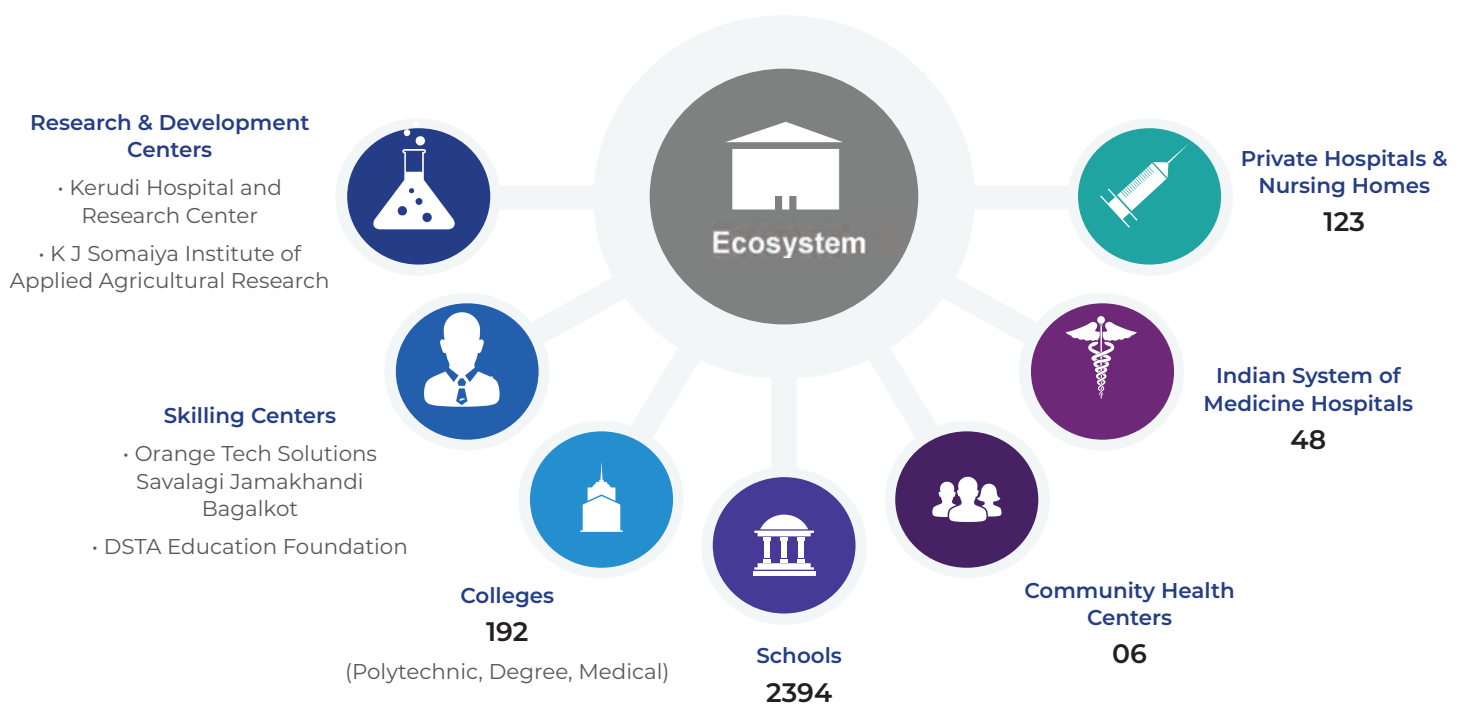 Ecosystem
Research & Development
Centers
· Kerudi Hospital and
Research Center
· K J Somaiya Institute of
Applied Agricultural Research
Skilling Centers
· Orange Tech Solutions
Savalagi Jamakhandi
Bagalkot
· DSTA Education Foundation
Colleges
192
(Polytechnic, Degree, Medical)
Schools
2394
Community Health
Centers
06
Indian System of
Medicine Hospitals
48
Private Hospitals &
Nursing Homes
123